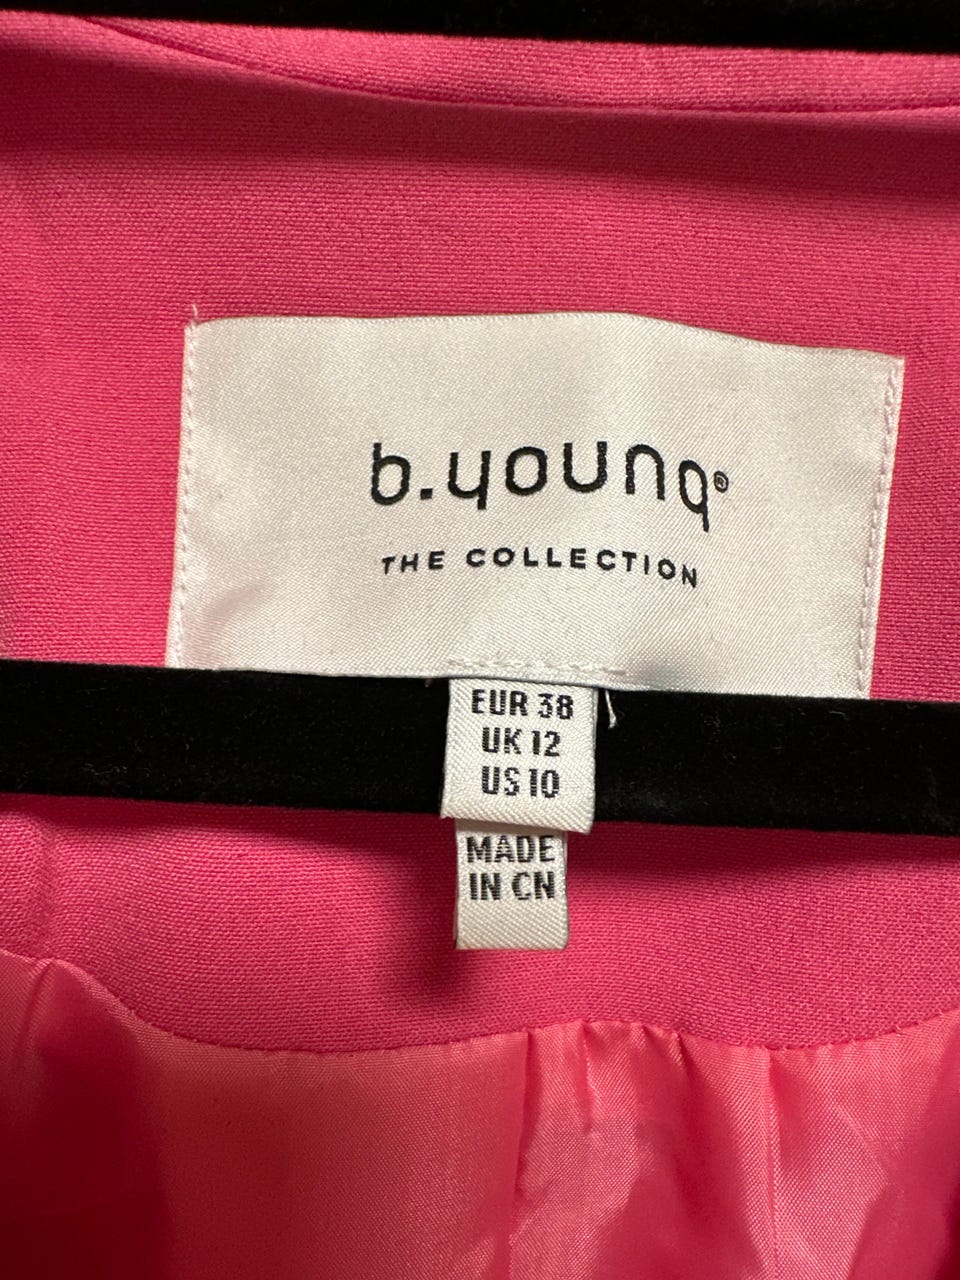 b.young®
THE COLLECTION
EUR 38
UK 12
US 10
MADE
IN CN